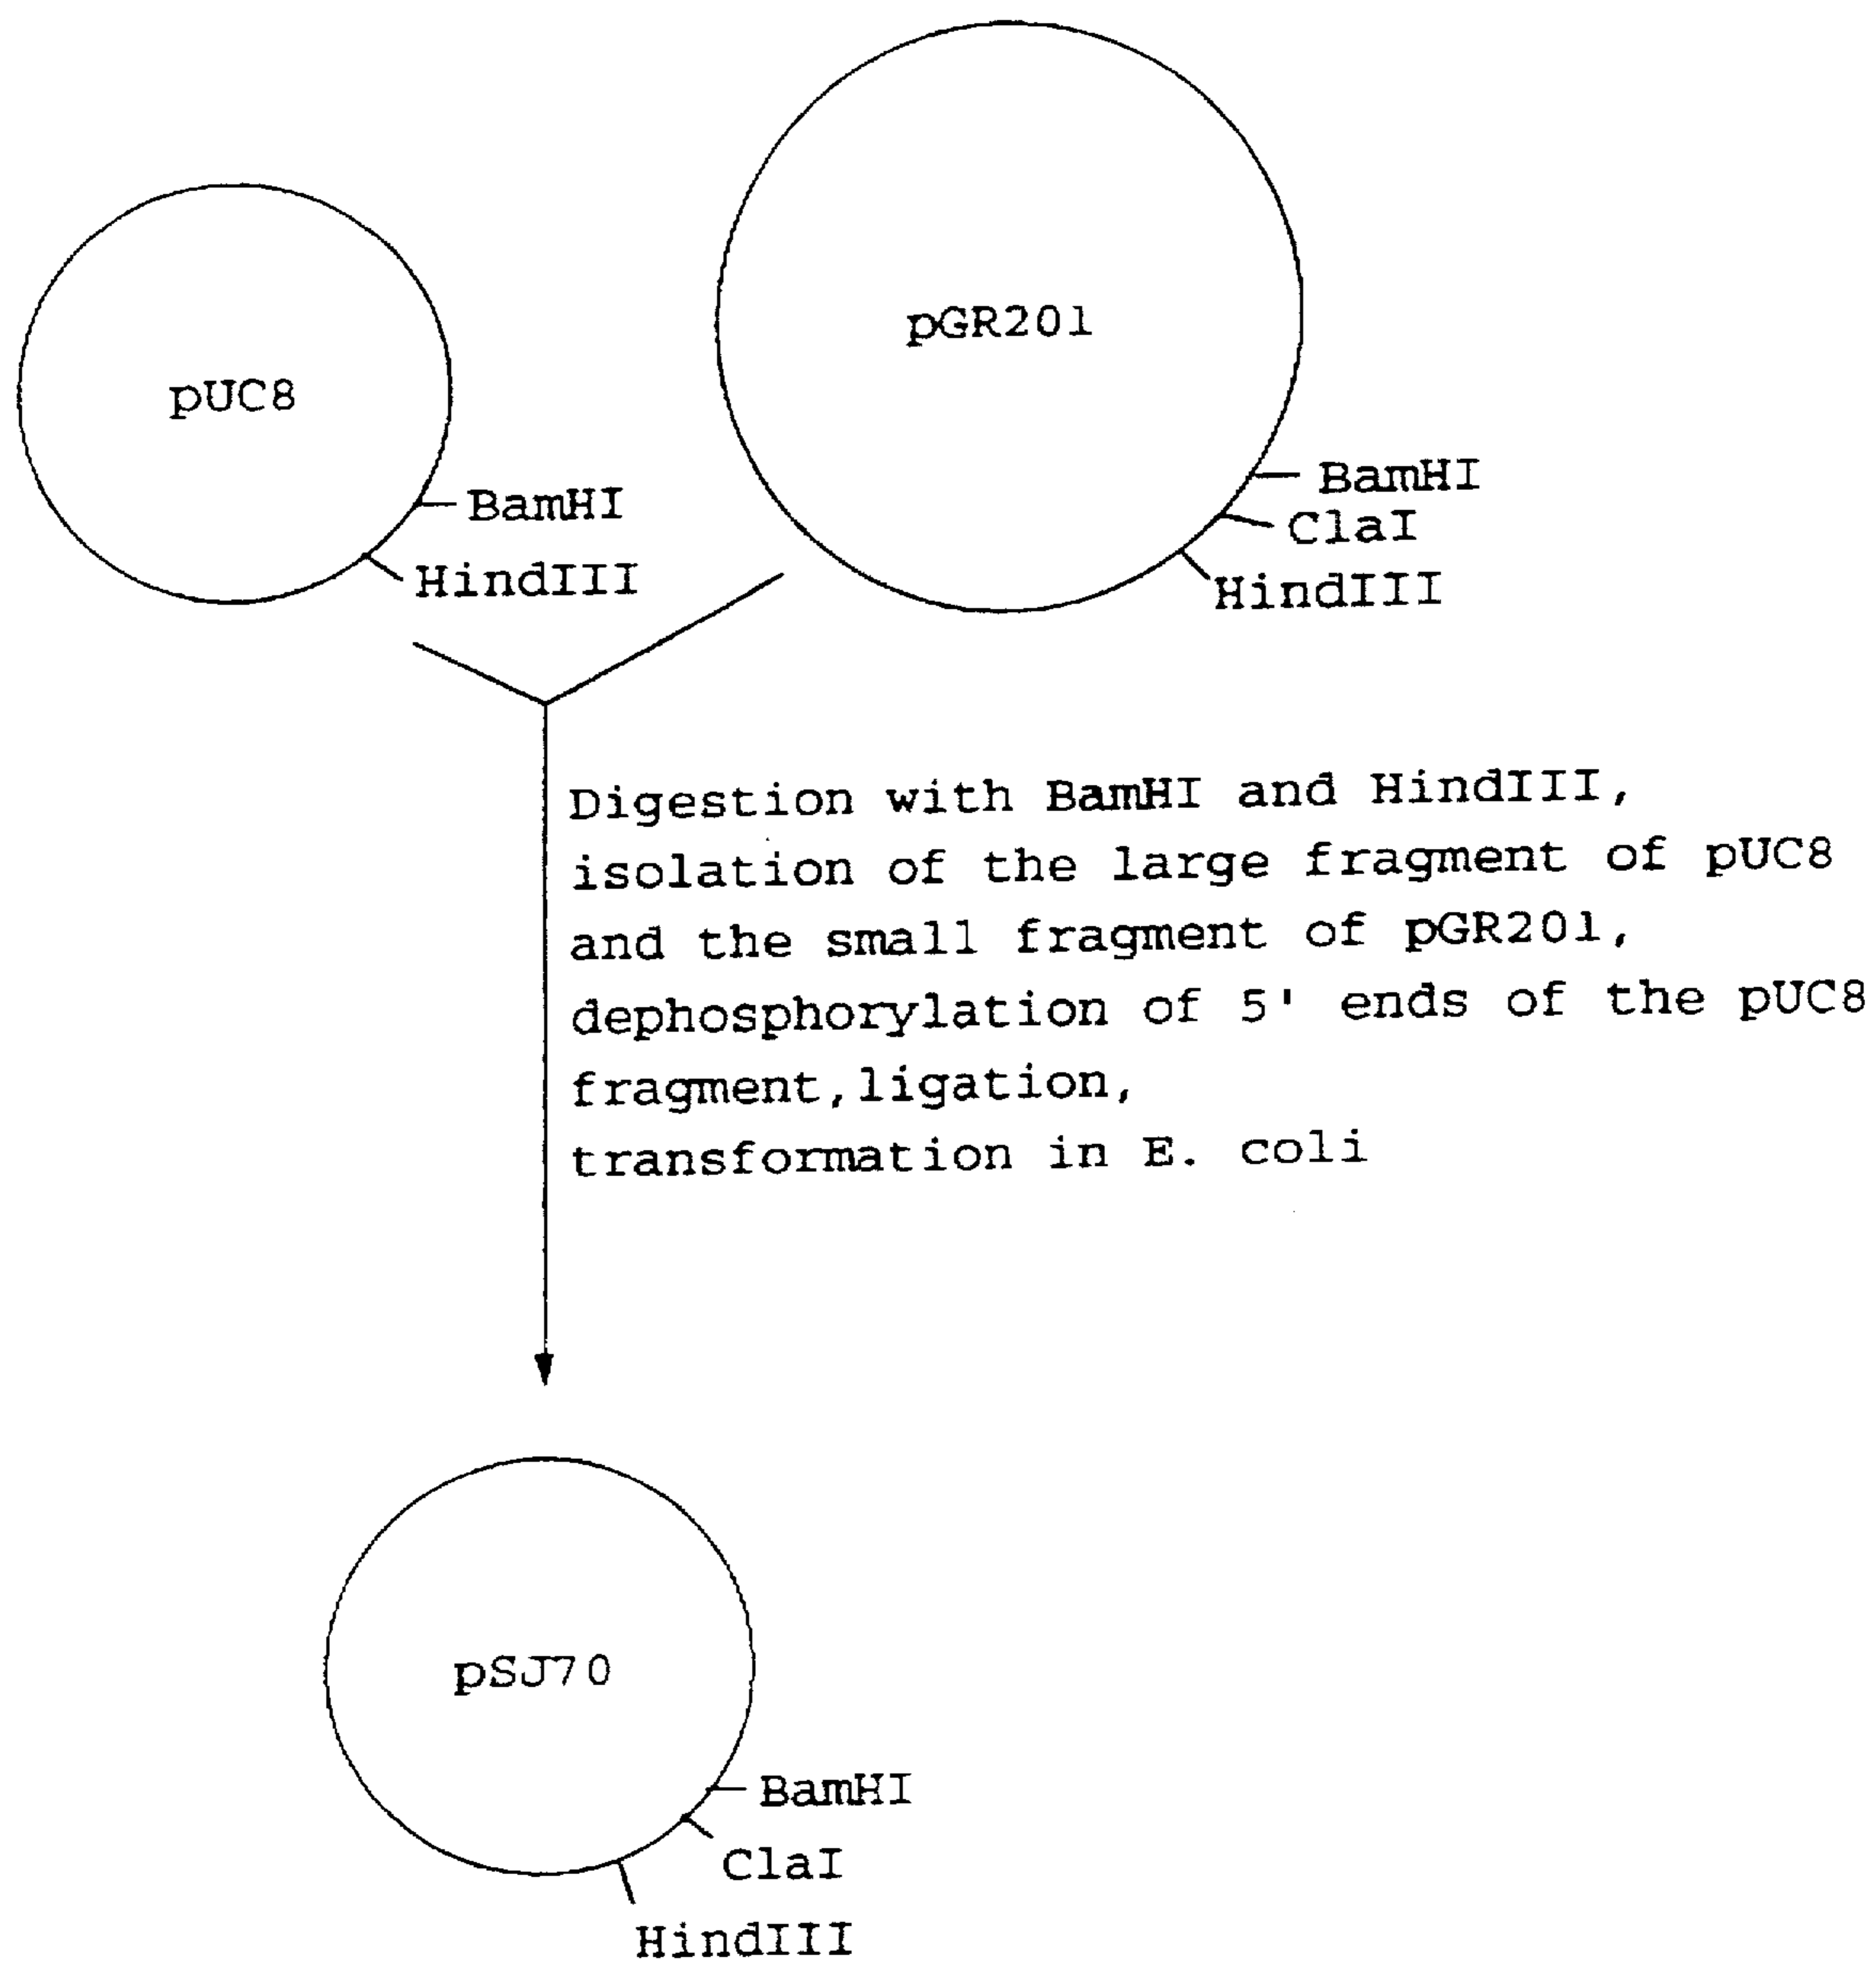 pUC8
BamHI
HindIII
pGR201
BamHI
ClaI
HindIII
Digestion with BamHI and HindIII,
isolation of the large fragment of pUC8
and the small fragment of pGR201,
dephosphorylation of 5' ends of the pUC8
fragment,ligation,
transformation in E. coli
pSJ70
BamHI
ClaI
HindIII